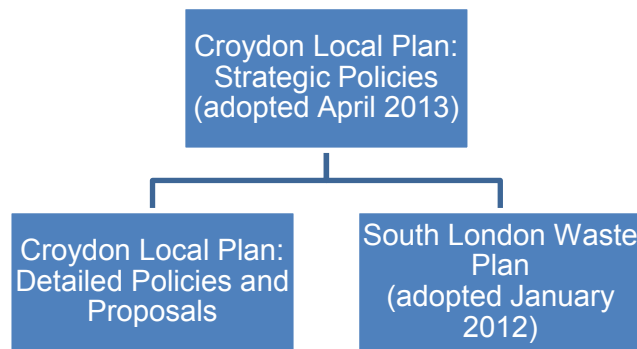 Croydon Local Plan:
Strategic Policies
(adopted April 2013)
Croydon Local Plan:
Detailed Policies and
Proposals
South London Waste
Plan
(adopted January
2012)